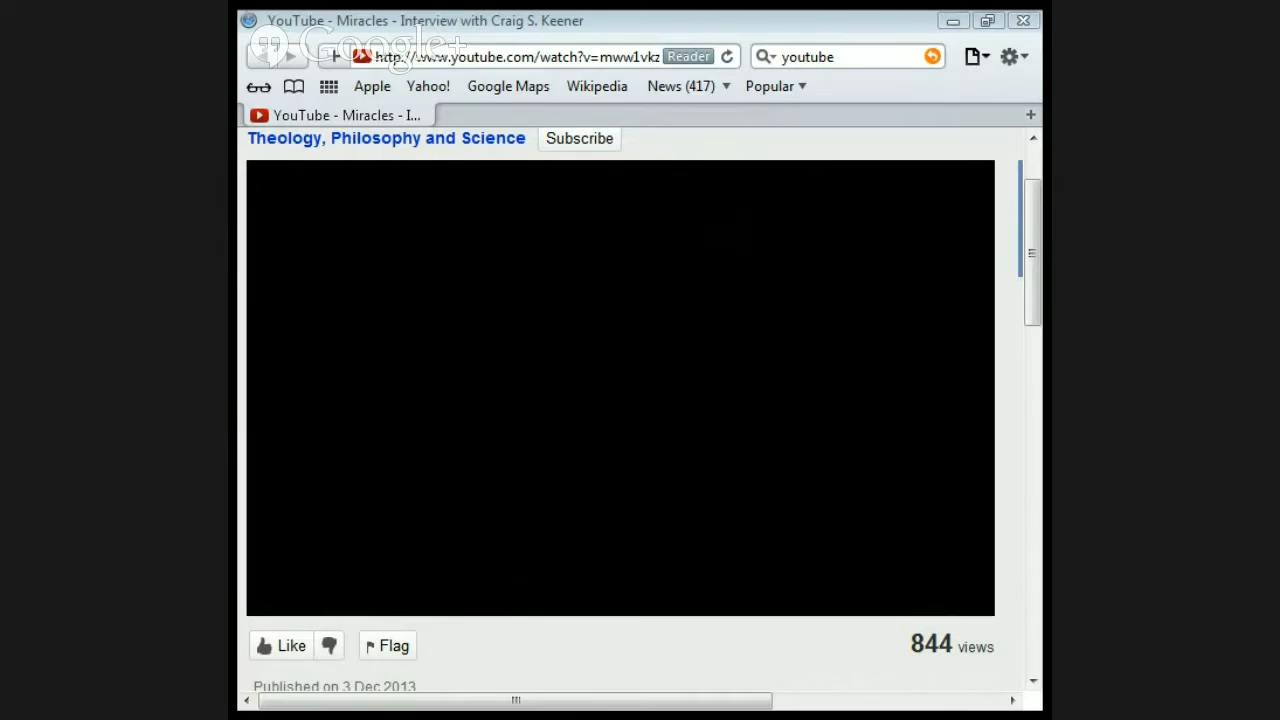 YouTube - Miracles - Interview with Craig S. Keener
Google+
http://www.youtube.com/watch?v=mww1vkz Reader youtube
Apple Yahoo! Google Maps Wikipedia News (417) Popular
YouTube - Miracles - I...
Theology, Philosophy and Science Subscribe
Like Flag 844 views
Published on 3 Dec 2013